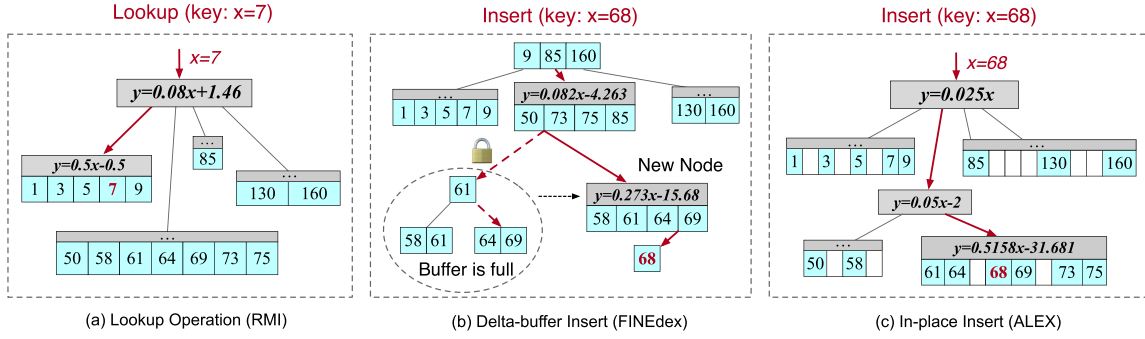 Lookup (key: x=7)
x=7
y=0.08x+1.46
...
85
y=0.5x-0.5
1 3 5 7 9
...
130 160
...
50 58 61 64 69 73 75
(a) Lookup Operation (RMI)
Insert (key: x=68)
9 85 160
...
1 3 5 7 9
y=0.082x-4.263
50 73 75 85
...
130 160
61
58 61
64 69
Buffer is full
New Node
y=0.273x-15.68
58 61 64 69
68
(b) Delta-buffer Insert (FINEdex)
Insert (key: x=68)
x=68
y=0.025x
...
1 3 5 7 9
...
85 130 160
y=0.05x-2
...
50 58
y=0.5158x-31.681
61 64 68 69 73 75
(c) In-place Insert (ALEX)